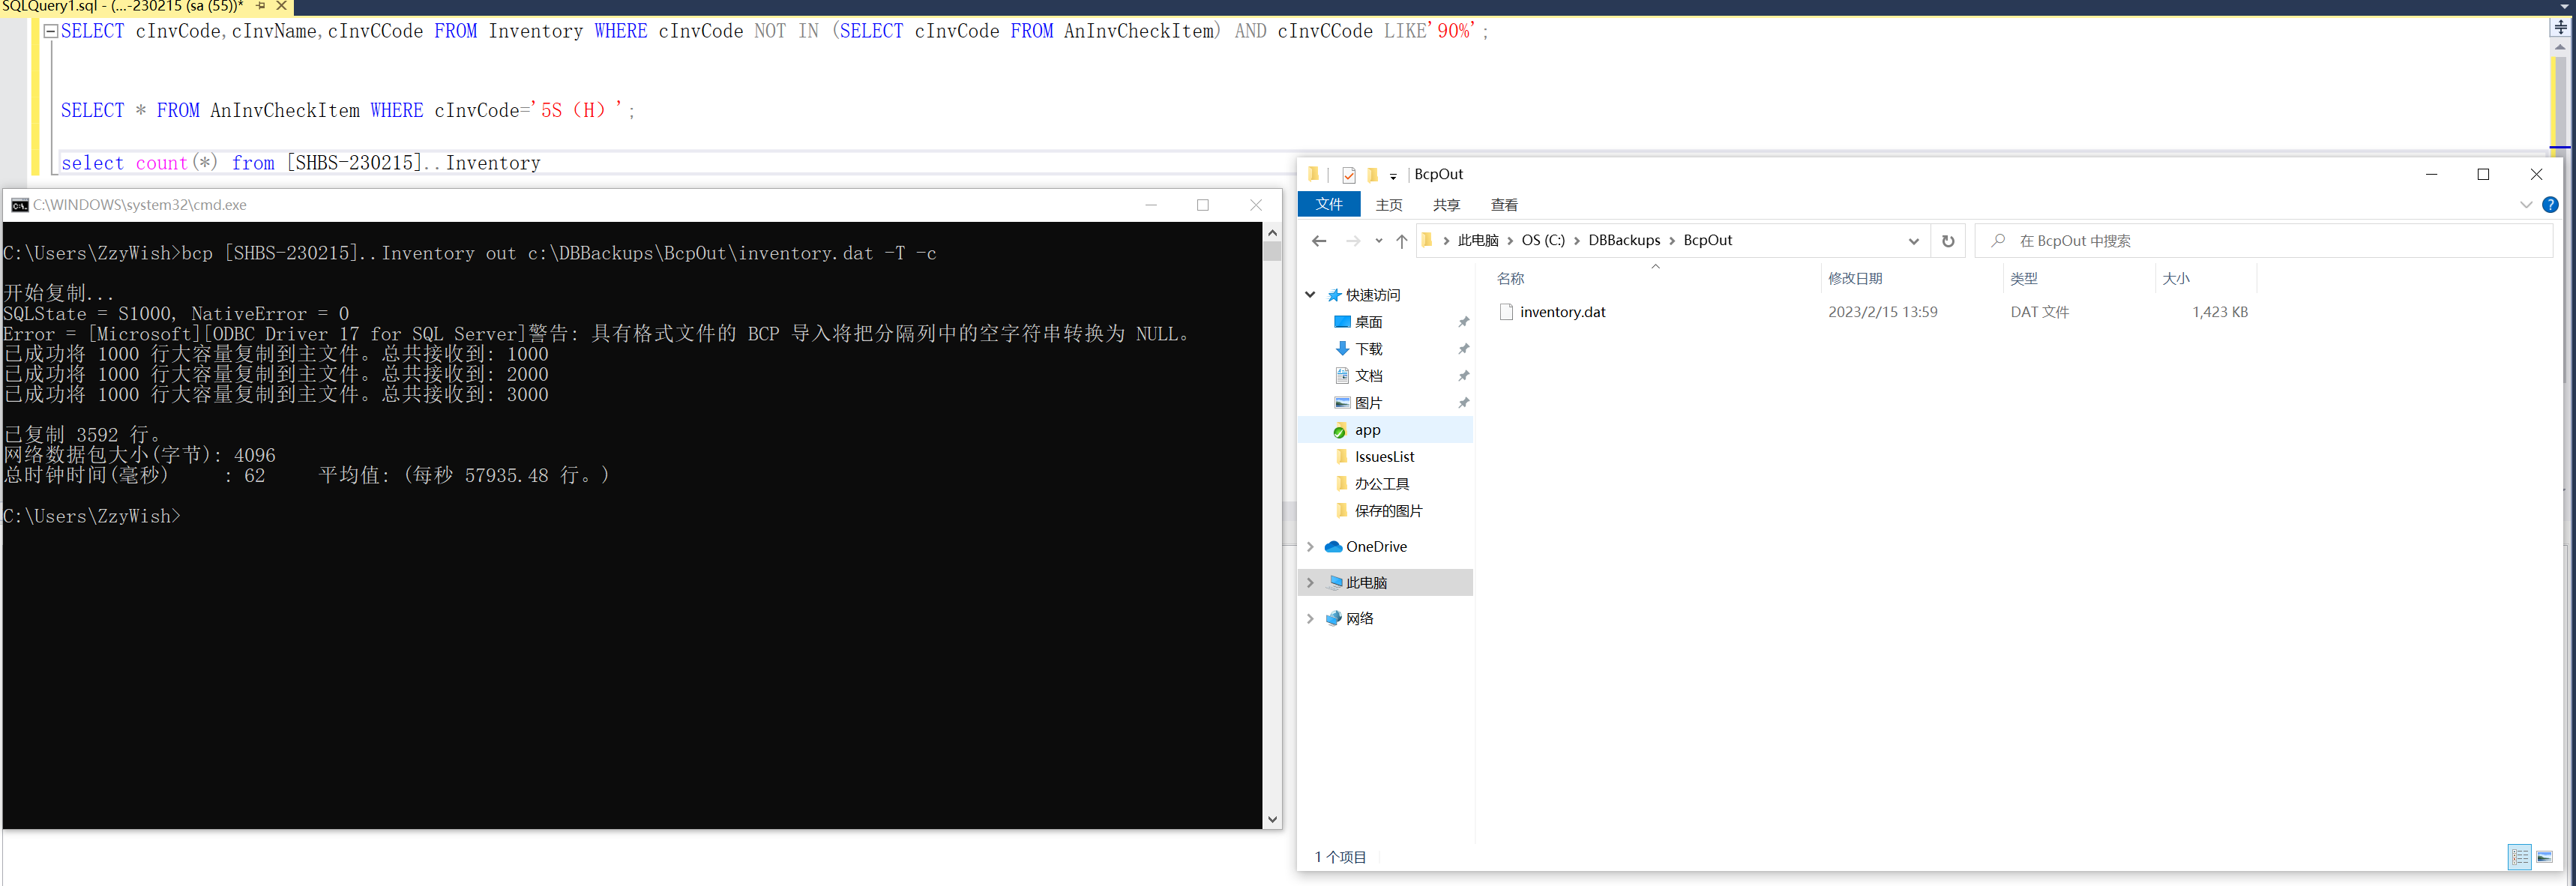 SQLQuery1.sql - (...-230215 (sa (55))*
SELECT cInvCode,cInvName,cInvCCode FROM Inventory WHERE cInvCode NOT IN (SELECT cInvCode FROM AnInvCheckItem) AND cInvCCode LIKE'90%';
SELECT * FROM AnInvCheckItem WHERE cInvCode='5S（H）';
select count(*) from [SHBS-230215]..Inventory
C:\WINDOWS\system32\cmd.exe
C:\Users\ZzyWish>bcp [SHBS-230215]..Inventory out c:\DBBackups\BcpOut\inventory.dat -T -c
开始复制...
SQLState = S1000, NativeError = 0
Error = [Microsoft][ODBC Driver 17 for SQL Server]警告: 具有格式文件的 BCP 导入将把分隔列中的空字符串转换为 NULL。
已成功将 1000 行大容量复制到主文件。总共接收到: 1000
已成功将 1000 行大容量复制到主文件。总共接收到: 2000
已成功将 1000 行大容量复制到主文件。总共接收到: 3000
已复制 3592 行。
网络数据包大小(字节): 4096
总时钟时间(毫秒)     : 62     平均值: (每秒 57935.48 行。)
C:\Users\ZzyWish>
BcpOut
文件 主页 共享 查看
此电脑 OS (C:) DBBackups BcpOut
在 BcpOut 中搜索
名称 修改日期 类型 大小
inventory.dat 2023/2/15 13:59 DAT 文件 1,423 KB
快速访问
桌面
下载
文档
图片
app
IssuesList
办公工具
保存的图片
OneDrive
此电脑
网络
1 个项目